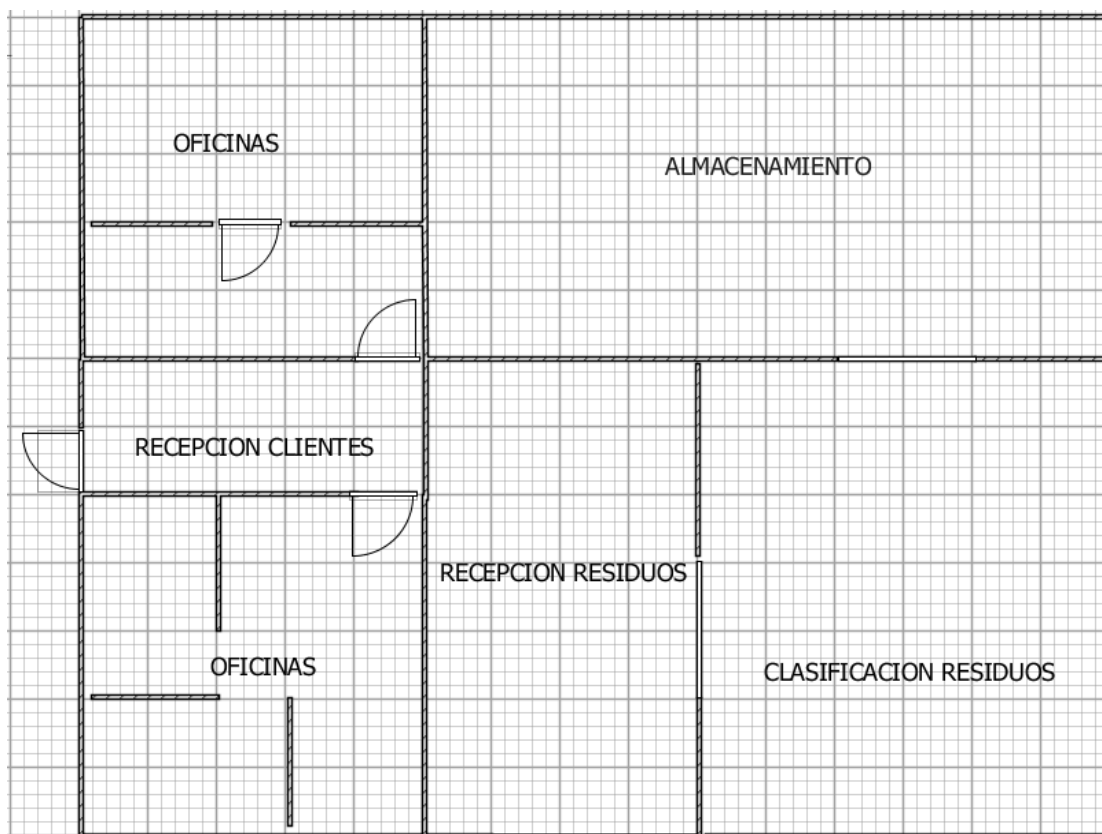 OFICINAS
ALMACENAMIENTO
RECEPCION CLIENTES
RECEPCION RESIDUOS
OFICINAS
CLASIFICACION RESIDUOS